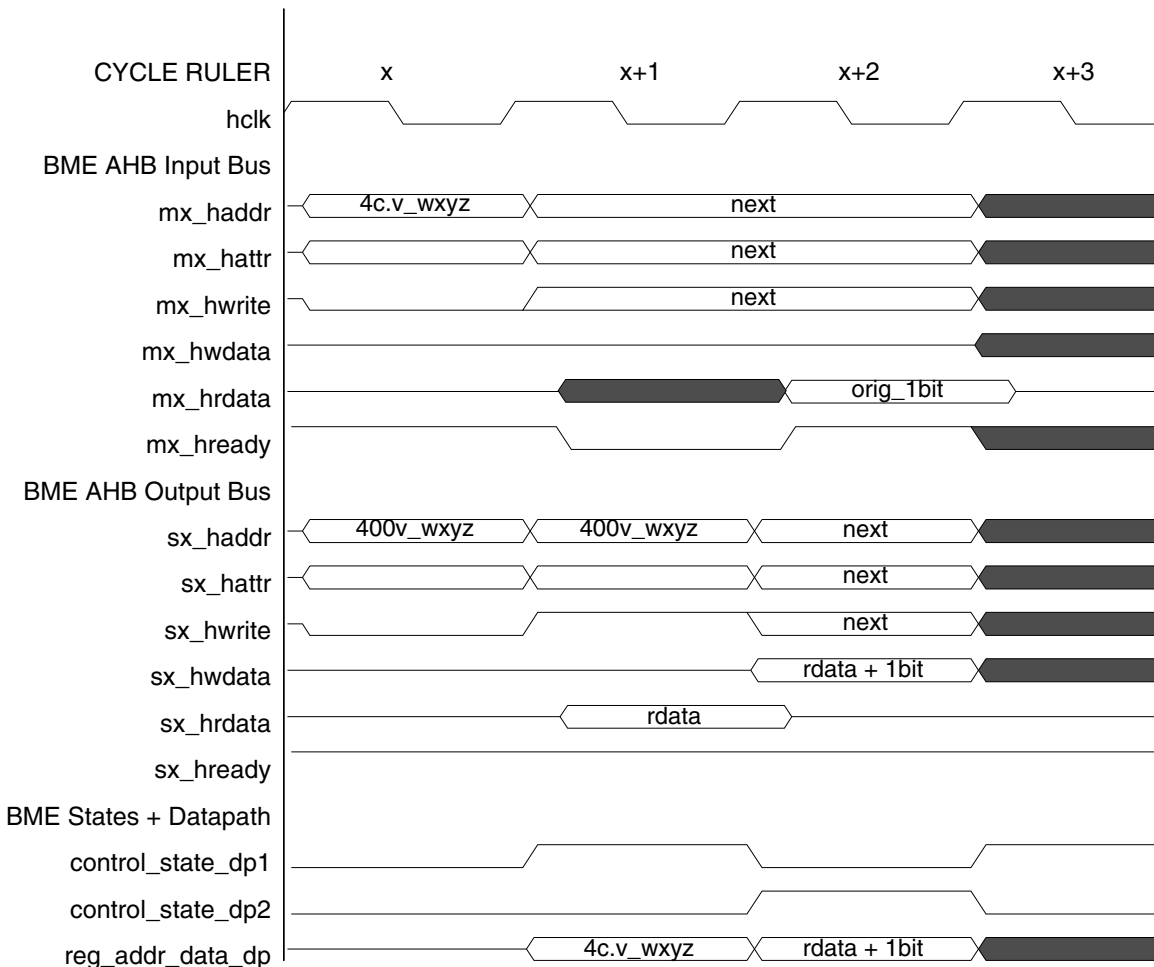 CYCLE RULER x x+1 x+2 x+3
hclk
BME AHB Input Bus
mx_haddr 4c.v_wxyz next
mx_hattr next
mx_hwrite next
mx_hwdata
mx_hrdata orig_1bit
mx_hready
BME AHB Output Bus
sx_haddr 400v_wxyz 400v_wxyz next
sx_hattr next
sx_hwrite next
sx_hwdata rdata + 1bit
sx_hrdata rdata
sx_hready
BME States + Datapath
control_state_dp1
control_state_dp2
reg_addr_data_dp 4c.v_wxyz rdata + 1bit